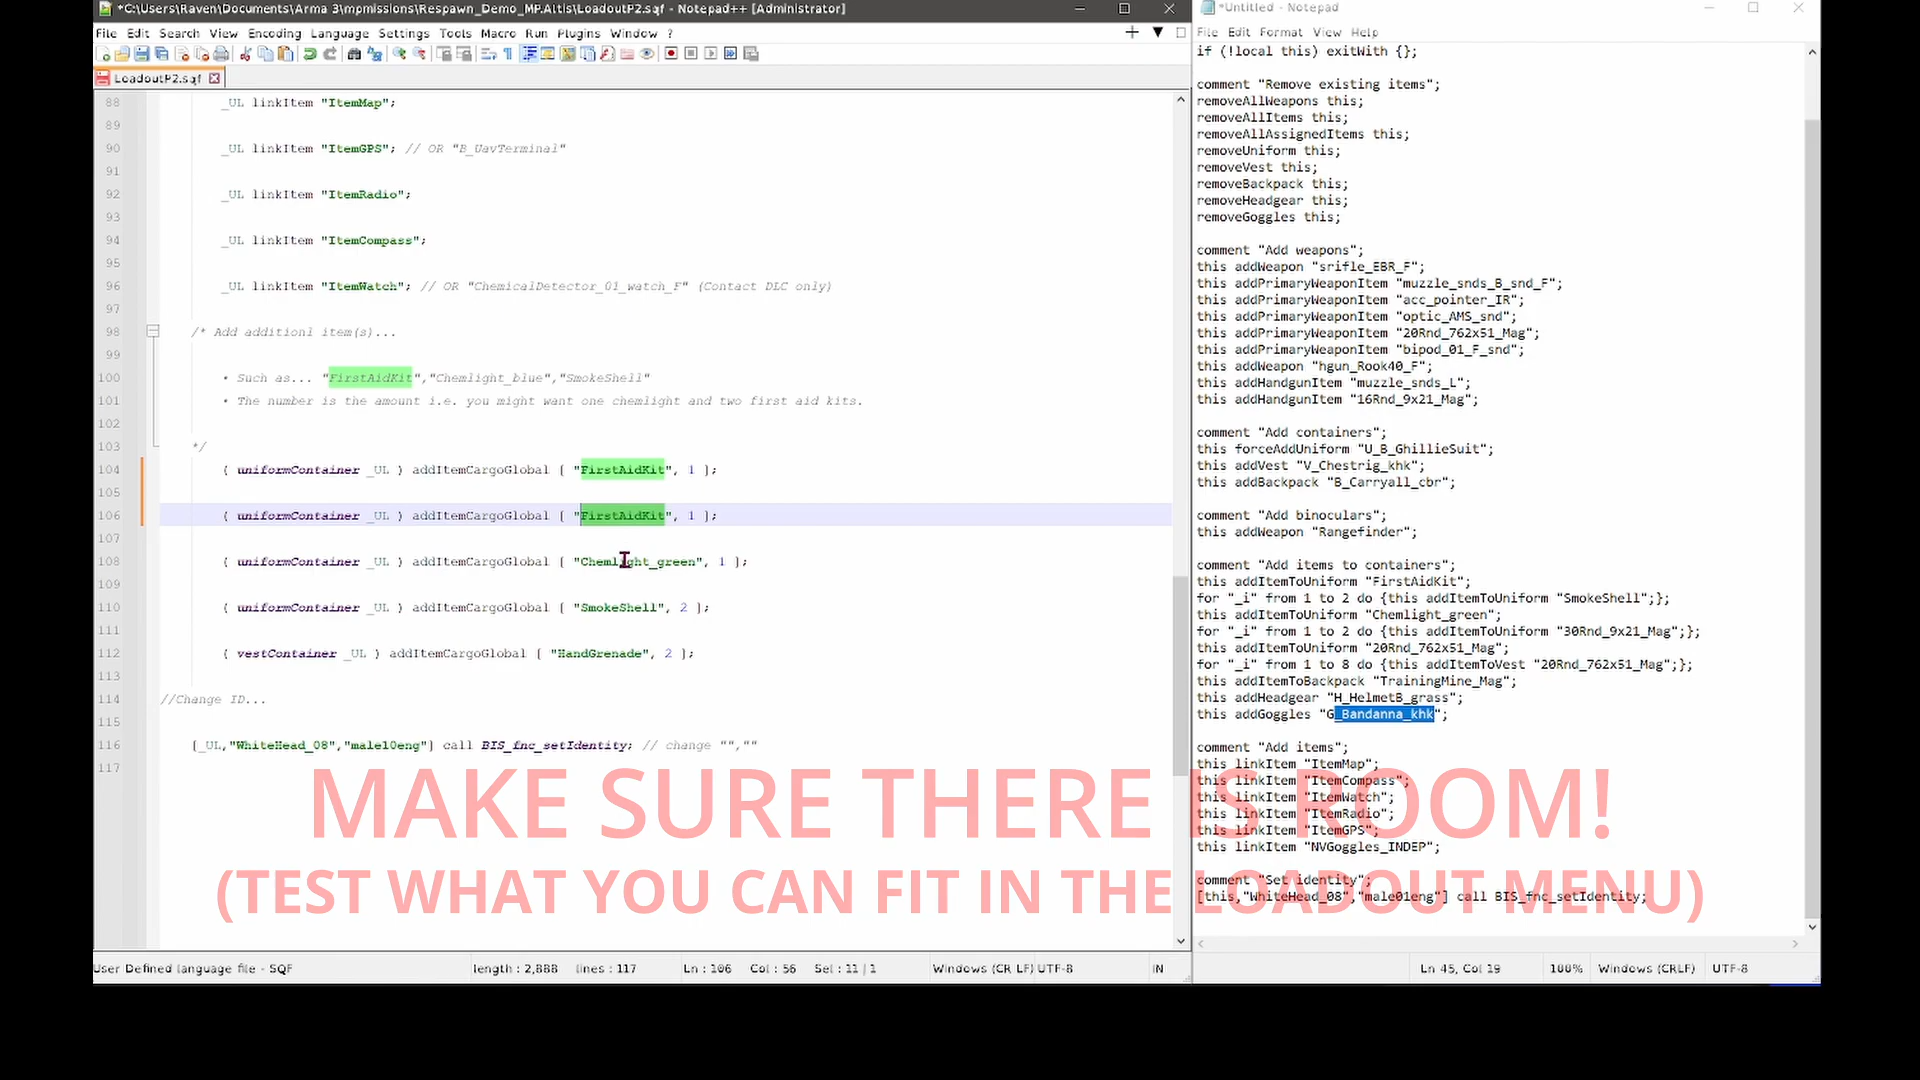 *C:\Users\Raven\Documents\Arma 3\mpmissions\Respawn_Demo_MP.Altis\LoadoutP2.sqf - Notepad++ [Administrator]
File Edit Search View Encoding Language Settings Tools Macro Run Plugins Window ?
LoadoutP2.sqf
88 _UL linkItem "ItemMap";
89
90 _UL linkItem "ItemGPS"; // OR "B_UavTerminal"
91
92 _UL linkItem "ItemRadio";
93
94 _UL linkItem "ItemCompass";
95
96 _UL linkItem "ItemWatch"; // OR "ChemicalDetector_01_watch_F" (Contact DLC only)
97
98 /* Add additionl item(s)...
99
100 • Such as... "FirstAidKit","Chemlight_blue","SmokeShell"
101 • The number is the amount i.e. you might want one chemlight and two first aid kits.
102
103 */
104 ( uniformContainer _UL ) addItemCargoGlobal [ "FirstAidKit", 1 ];
105
106 ( uniformContainer _UL ) addItemCargoGlobal [ "FirstAidKit", 1 ];
107
108 ( uniformContainer _UL ) addItemCargoGlobal [ "Chemlight_green", 1 ];
109
110 ( uniformContainer _UL ) addItemCargoGlobal [ "SmokeShell", 2 ];
111
112 ( vestContainer _UL ) addItemCargoGlobal [ "HandGrenade", 2 ];
113
114 //Change ID...
115
116 [_UL,"WhiteHead_08","male10eng"] call BIS_fnc_setIdentity; // change "",""
117
User Defined language file - SQF length : 2,888 lines : 117 Ln : 106 Col : 56 Sel : 11 | 1 Windows (CR LF) UTF-8 IN
*Untitled - Notepad
File Edit Format View Help
if (!local this) exitWith {};
comment "Remove existing items";
removeAllWeapons this;
removeAllItems this;
removeAllAssignedItems this;
removeUniform this;
removeVest this;
removeBackpack this;
removeHeadgear this;
removeGoggles this;
comment "Add weapons";
this addWeapon "srifle_EBR_F";
this addPrimaryWeaponItem "muzzle_snds_B_snd_F";
this addPrimaryWeaponItem "acc_pointer_IR";
this addPrimaryWeaponItem "optic_AMS_snd";
this addPrimaryWeaponItem "20Rnd_762x51_Mag";
this addPrimaryWeaponItem "bipod_01_F_snd";
this addWeapon "hgun_Rook40_F";
this addHandgunItem "muzzle_snds_L";
this addHandgunItem "16Rnd_9x21_Mag";
comment "Add containers";
this forceAddUniform "U_B_GhillieSuit";
this addVest "V_Chestrig_khk";
this addBackpack "B_Carryall_cbr";
comment "Add binoculars";
this addWeapon "Rangefinder";
comment "Add items to containers";
this addItemToUniform "FirstAidKit";
for "_i" from 1 to 2 do {this addItemToUniform "SmokeShell";};
this addItemToUniform "Chemlight_green";
for "_i" from 1 to 2 do {this addItemToUniform "30Rnd_9x21_Mag";};
this addItemToUniform "20Rnd_762x51_Mag";
for "_i" from 1 to 8 do {this addItemToVest "20Rnd_762x51_Mag";};
this addItemToBackpack "TrainingMine_Mag";
this addHeadgear "H_HelmetB_grass";
this addGoggles "G_Bandanna_khk";
comment "Add items";
this linkItem "ItemMap";
this linkItem "ItemCompass";
this linkItem "ItemWatch";
this linkItem "ItemRadio";
this linkItem "ItemGPS";
this linkItem "NVGoggles_INDEP";
comment "Set identity";
[this,"WhiteHead_08","male01eng"] call BIS_fnc_setIdentity;
Ln 45, Col 19 100% Windows (CRLF) UTF-8
MAKE SURE THERE IS ROOM!
(TEST WHAT YOU CAN FIT IN THE LOADOUT MENU)